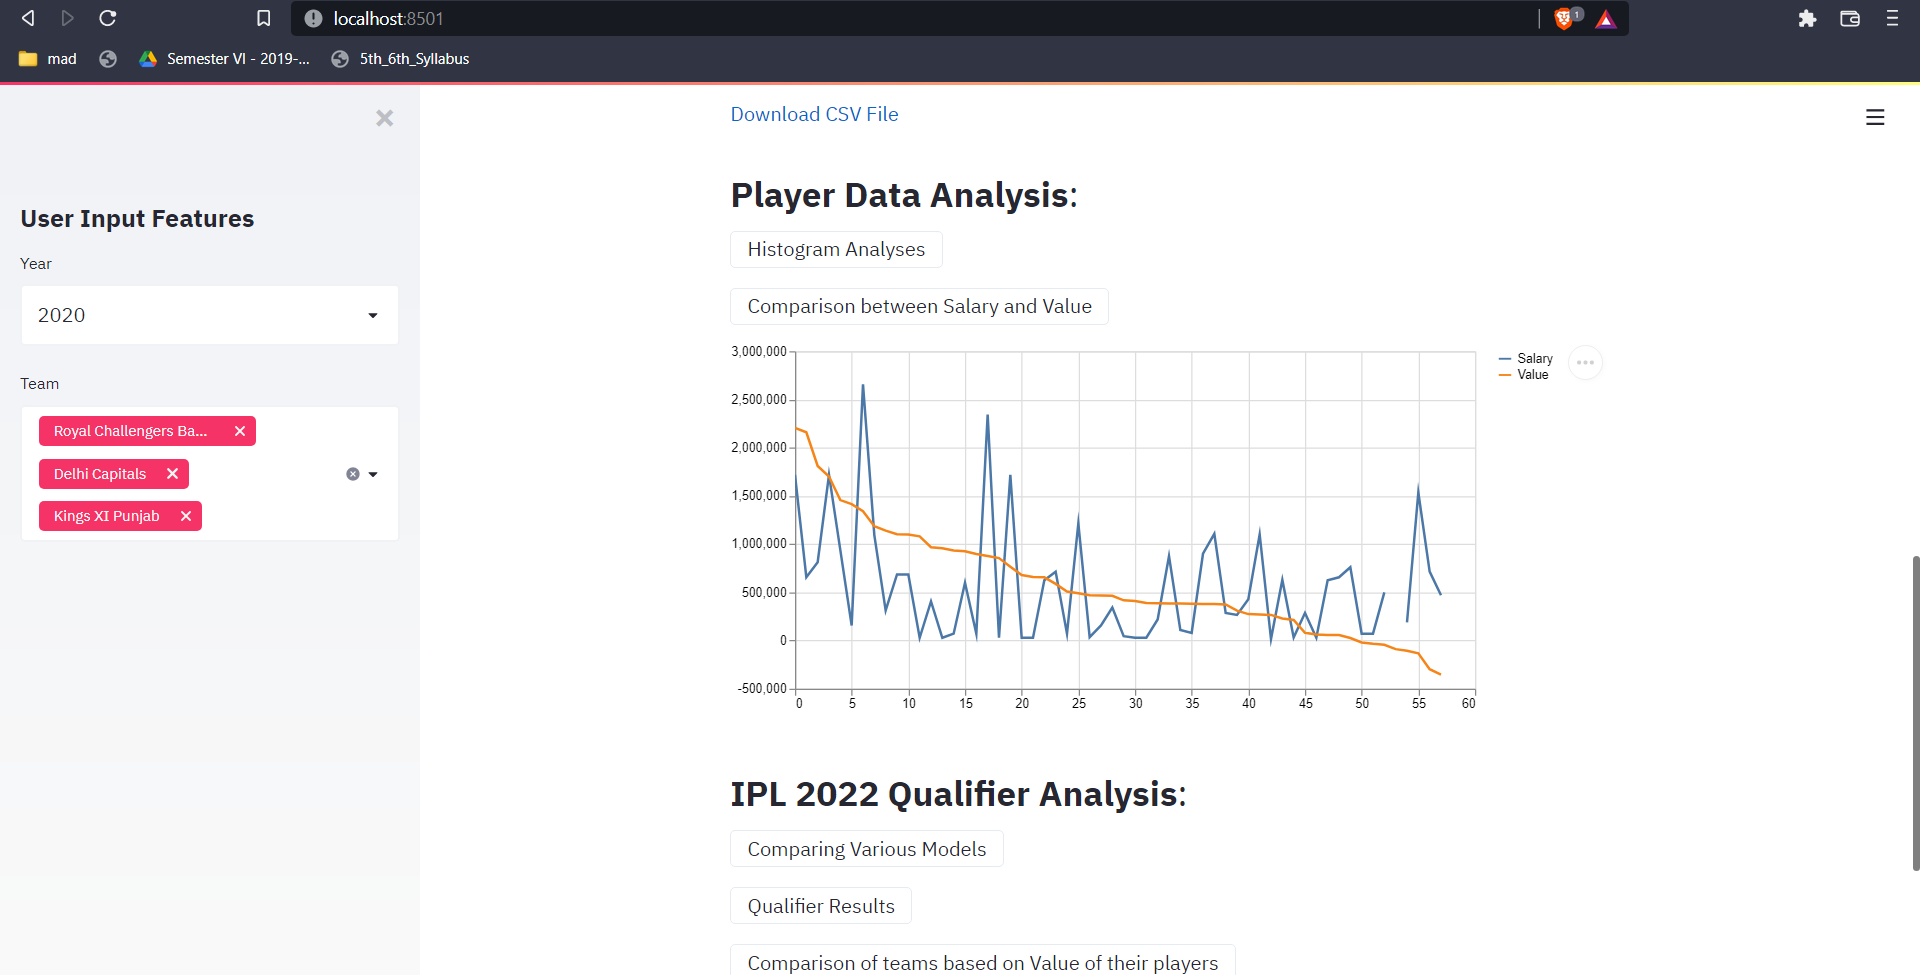 localhost:8501
1
mad
Semester VI - 2019-...
5th_6th_Syllabus
Download CSV File
User Input Features
Year
2020
Team
Royal Challengers Ba...
Delhi Capitals
Kings XI Punjab
Player Data Analysis:
Histogram Analyses
Comparison between Salary and Value
3,000,000
2,500,000
2,000,000
1,500,000
1,000,000
500,000
0
-500,000
0 5 10 15 20 25 30 35 40 45 50 55 60
Salary
Value
IPL 2022 Qualifier Analysis:
Comparing Various Models
Qualifier Results
Comparison of teams based on Value of their players